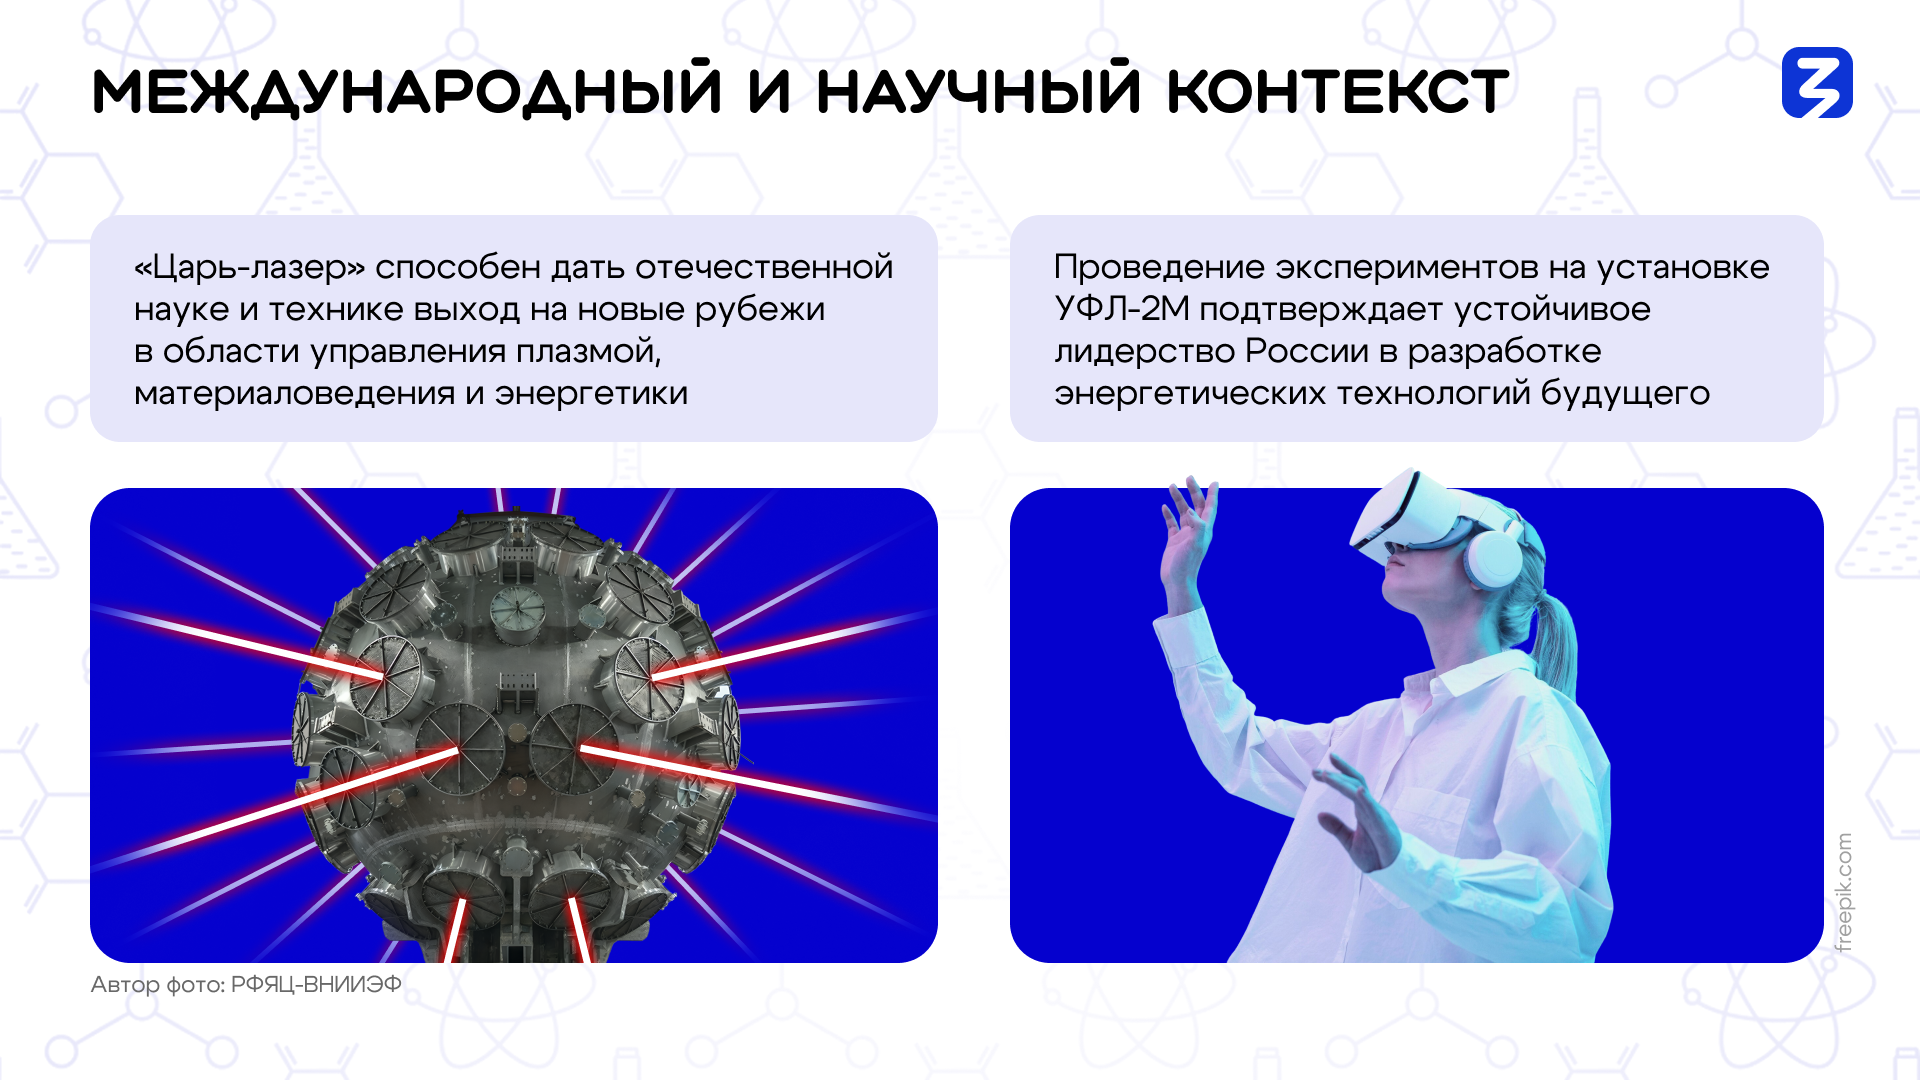 МЕЖДУНАРОДНЫЙ И НАУЧНЫЙ КОНТЕКСТ
«Царь-лазер» способен дать отечественной
науке и технике выход на новые рубежи
в области управления плазмой,
материаловедения и энергетики
Проведение экспериментов на установке
УФЛ-2М подтверждает устойчивое
лидерство России в разработке
энергетических технологий будущего
Автор фото: РФЯЦ-ВНИИЭФ
freepik.com